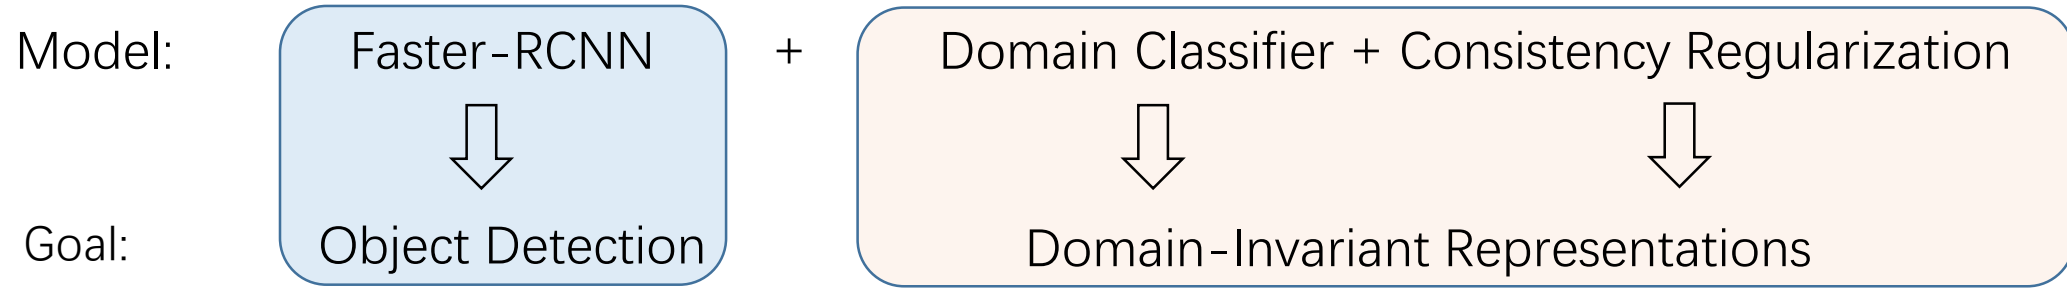 Model: Faster-RCNN + Domain Classifier + Consistency Regularization
Goal: Object Detection Domain-Invariant Representations